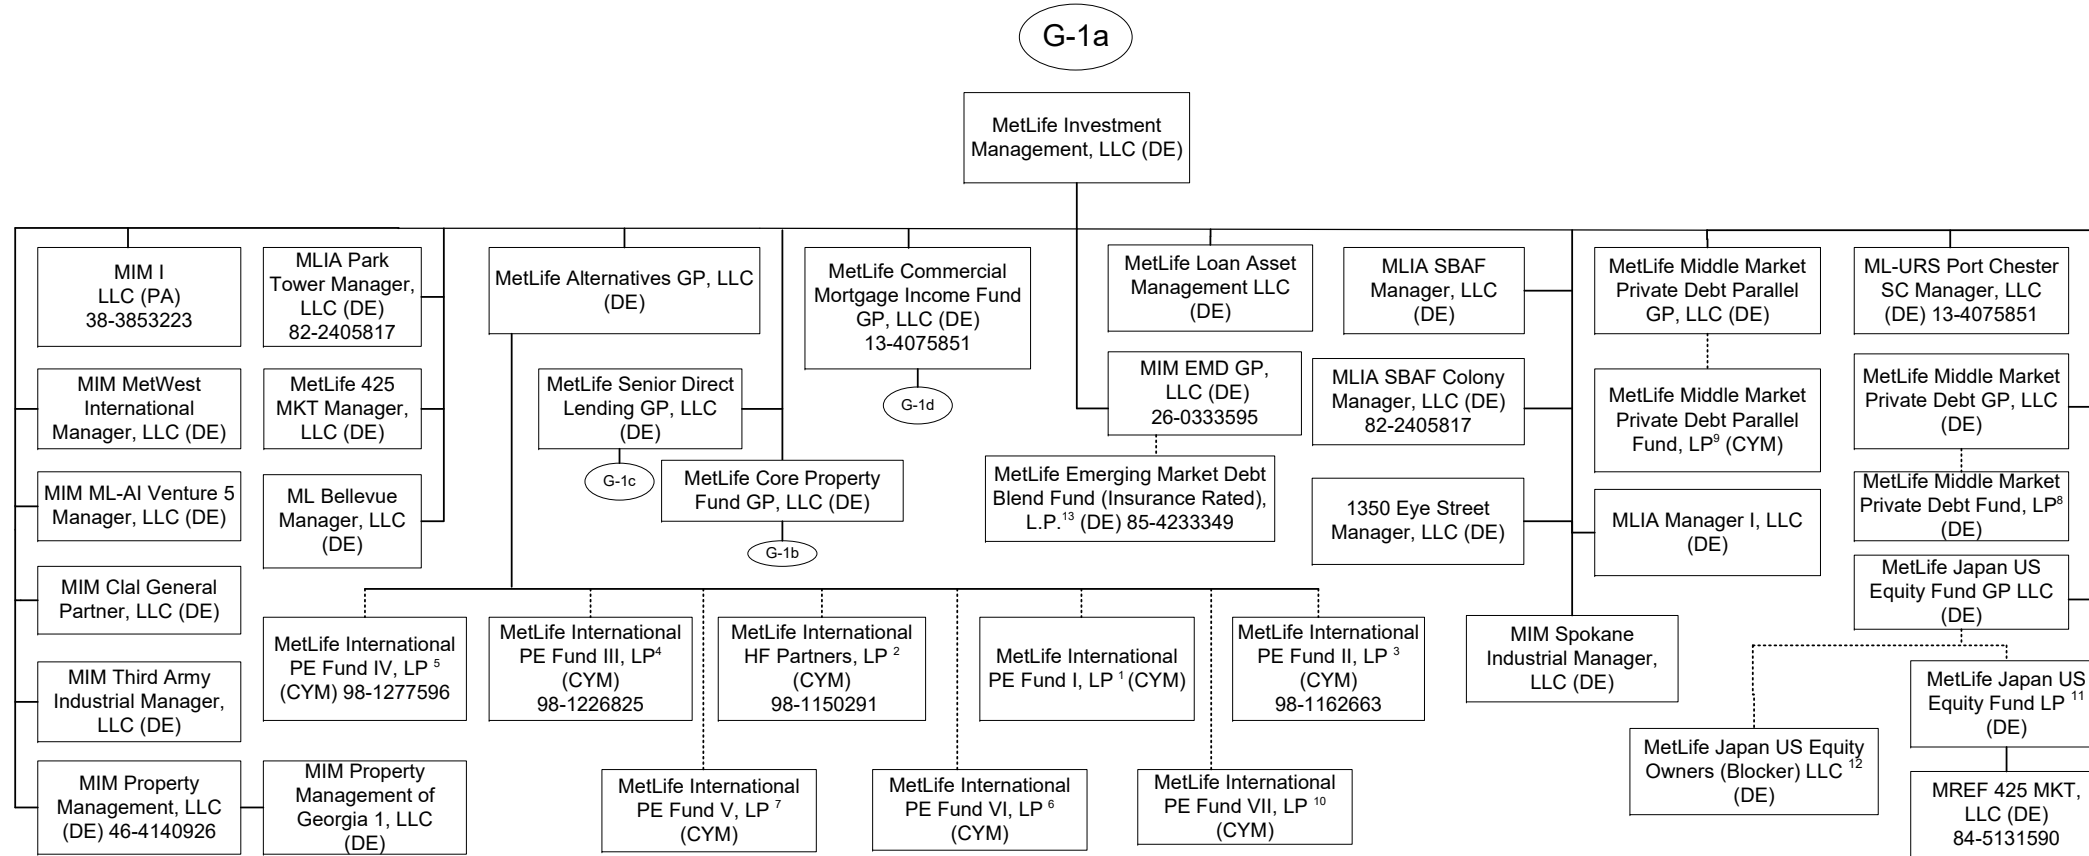 G-1a
MetLife Investment
Management, LLC (DE)
MIM I
LLC (PA)
38-3853223
MLIA Park
Tower Manager,
LLC (DE)
82-2405817
MetLife Alternatives GP, LLC
(DE)
MetLife Commercial
Mortgage Income Fund
GP, LLC (DE)
13-4075851
MetLife Loan Asset
Management LLC
(DE)
MLIA SBAF
Manager, LLC
(DE)
MetLife Middle Market
Private Debt Parallel
GP, LLC (DE)
ML-URS Port Chester
SC Manager, LLC
(DE) 13-4075851
MIM MetWest
International
Manager, LLC (DE)
MetLife 425
MKT Manager,
LLC (DE)
MetLife Senior Direct
Lending GP, LLC
(DE)
G-1d
MIM EMD GP,
LLC (DE)
26-0333595
MLIA SBAF Colony
Manager, LLC (DE)
82-2405817
MetLife Middle Market
Private Debt Parallel
Fund, LP⁹ (CYM)
MetLife Middle Market
Private Debt GP, LLC
(DE)
MIM ML-AI Venture 5
Manager, LLC (DE)
ML Bellevue
Manager, LLC
(DE)
G-1c
MetLife Core Property
Fund GP, LLC (DE)
G-1b
MetLife Emerging Market Debt
Blend Fund (Insurance Rated),
L.P.¹³ (DE) 85-4233349
1350 Eye Street
Manager, LLC (DE)
MLIA Manager I, LLC
(DE)
MetLife Middle Market
Private Debt Fund, LP⁸
(DE)
MIM Clal General
Partner, LLC (DE)
MetLife Japan US
Equity Fund GP LLC
(DE)
MetLife International
PE Fund IV, LP ⁵
(CYM) 98-1277596
MetLife International
PE Fund III, LP⁴
(CYM)
98-1226825
MetLife International
HF Partners, LP ²
(CYM)
98-1150291
MetLife International
PE Fund I, LP ¹ (CYM)
MetLife International
PE Fund II, LP ³
(CYM)
98-1162663
MIM Spokane
Industrial Manager,
LLC (DE)
MIM Third Army
Industrial Manager,
LLC (DE)
MetLife Japan US
Equity Fund LP ¹¹
(DE)
MetLife Japan US Equity
Owners (Blocker) LLC ¹²
(DE)
MIM Property
Management, LLC
(DE) 46-4140926
MIM Property
Management of
Georgia 1, LLC
(DE)
MetLife International
PE Fund V, LP ⁷
(CYM)
MetLife International
PE Fund VI, LP ⁶
(CYM)
MetLife International
PE Fund VII, LP ¹⁰
(CYM)
MREF 425 MKT,
LLC (DE)
84-5131590